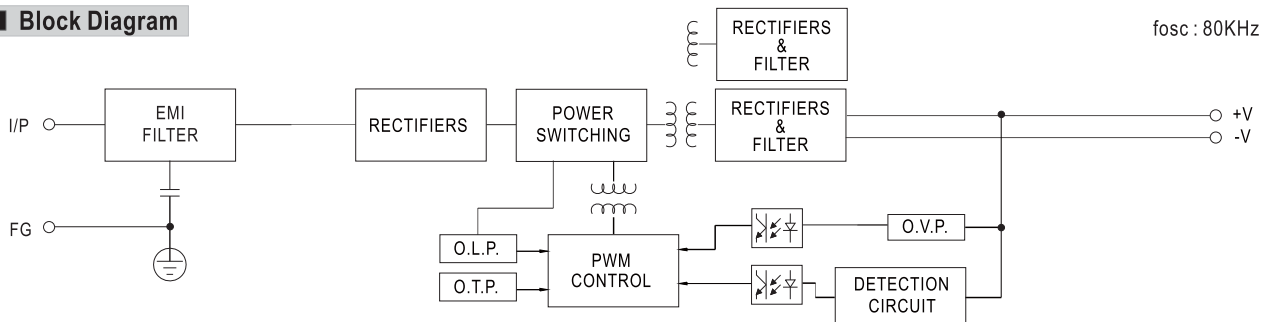 Block Diagram
fosc : 80KHz
RECTIFIERS
&
FILTER
I/P
EMI
FILTER
RECTIFIERS
POWER
SWITCHING
RECTIFIERS
&
FILTER
+V
-V
FG
O.L.P.
O.T.P.
PWM
CONTROL
O.V.P.
DETECTION
CIRCUIT